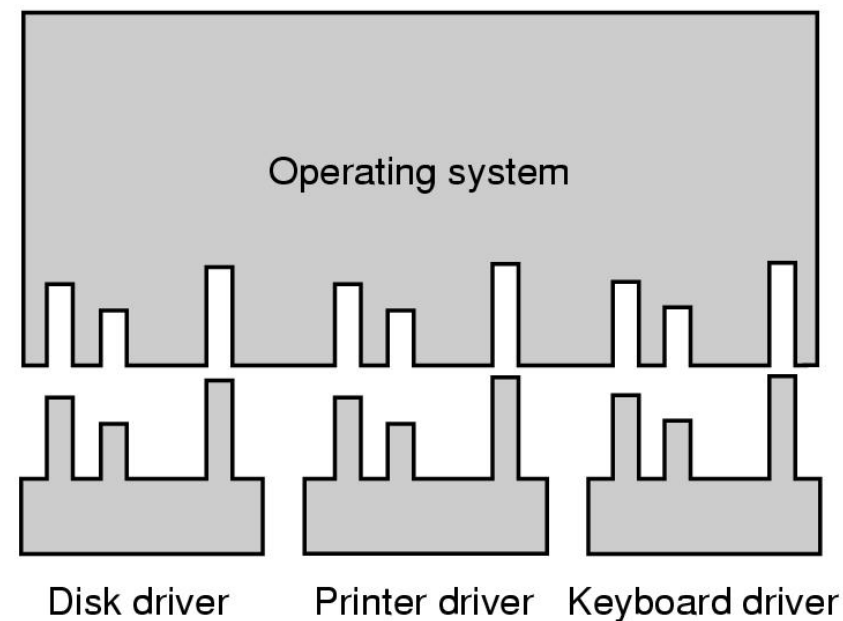 Operating system
Disk driver
Printer driver
Keyboard driver